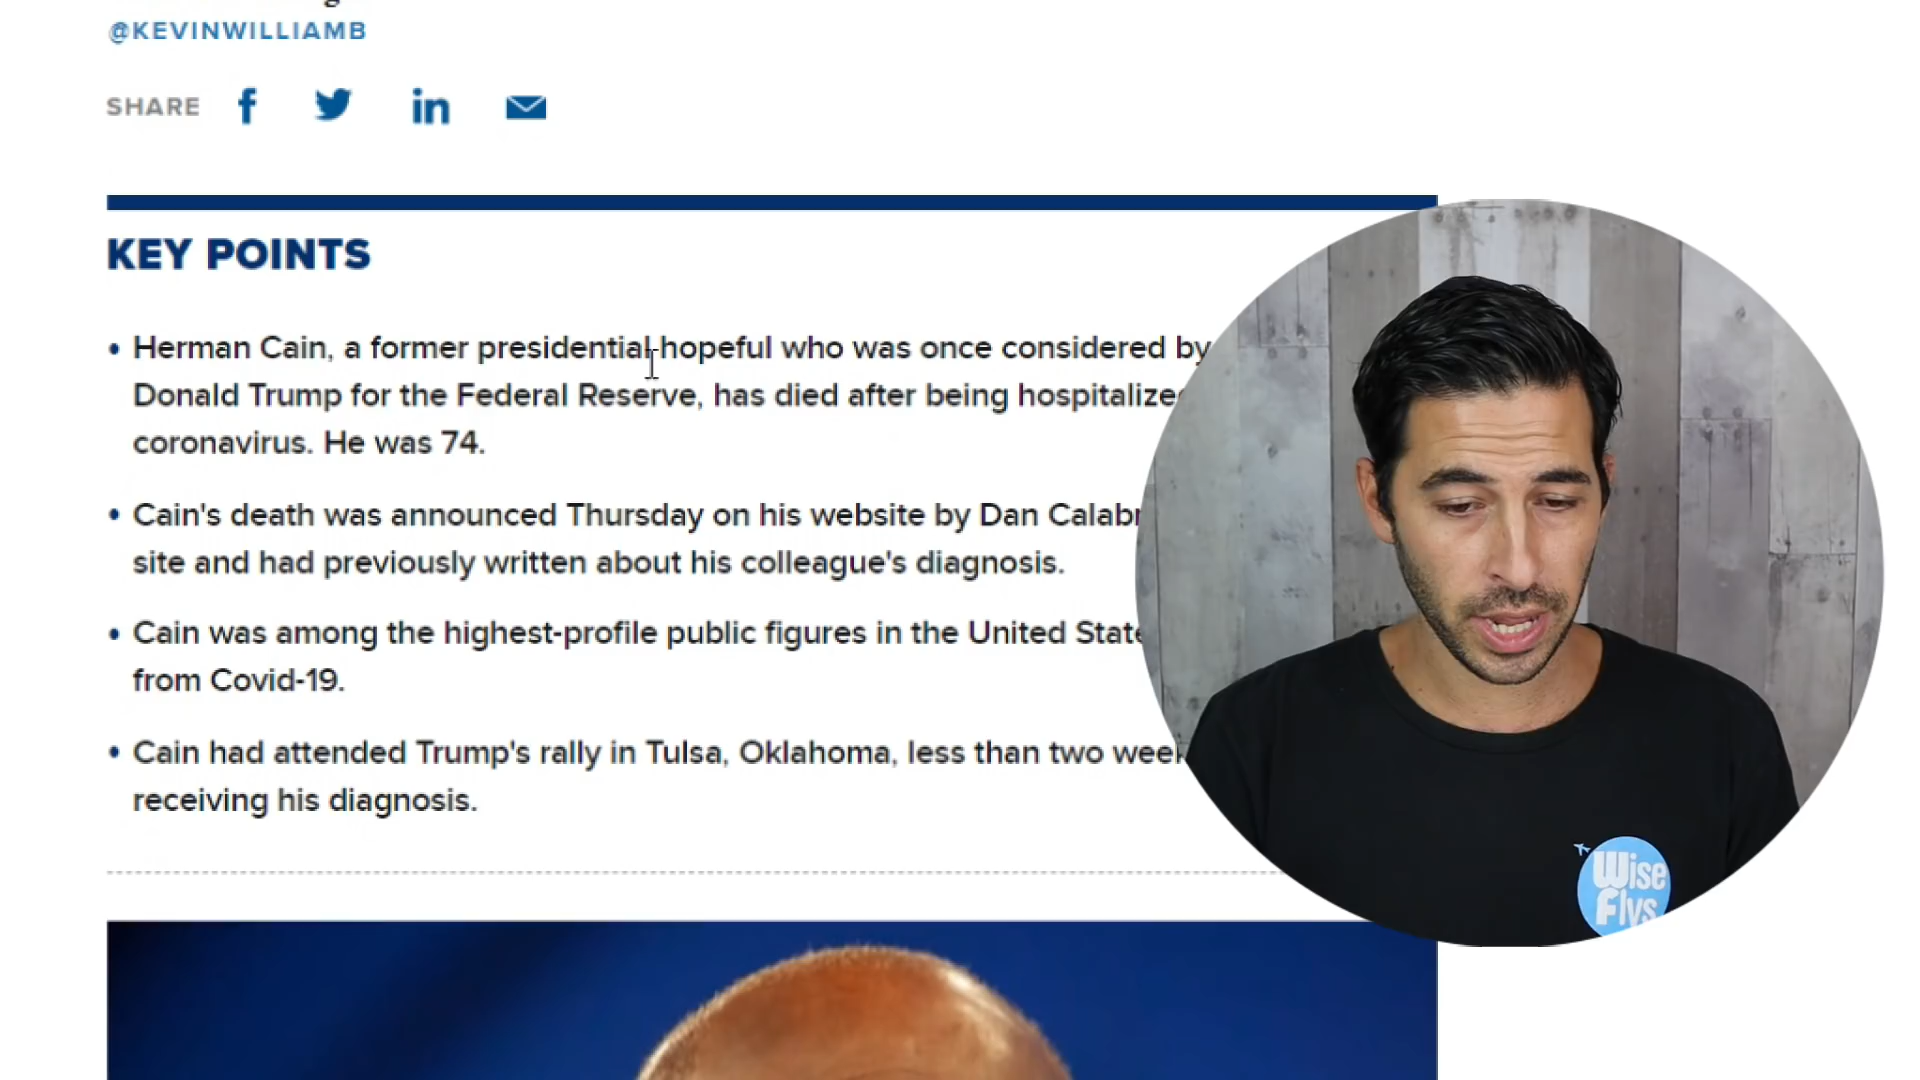 @KEVINWILLIAMB
SHARE
KEY POINTS
Herman Cain, a former presidential hopeful who was once considered by
Donald Trump for the Federal Reserve, has died after being
coronavirus. He was 74.
Cain's death was announced Thursday on his website by Dan
site and had previously written about his colleague's diagnosis.
Cain was among the highest-profile public figures in the United
from Covid-19.
Cain had attended Trump's rally in Tulsa, Oklahoma, less than two
receiving his diagnosis.
Wise
Flys